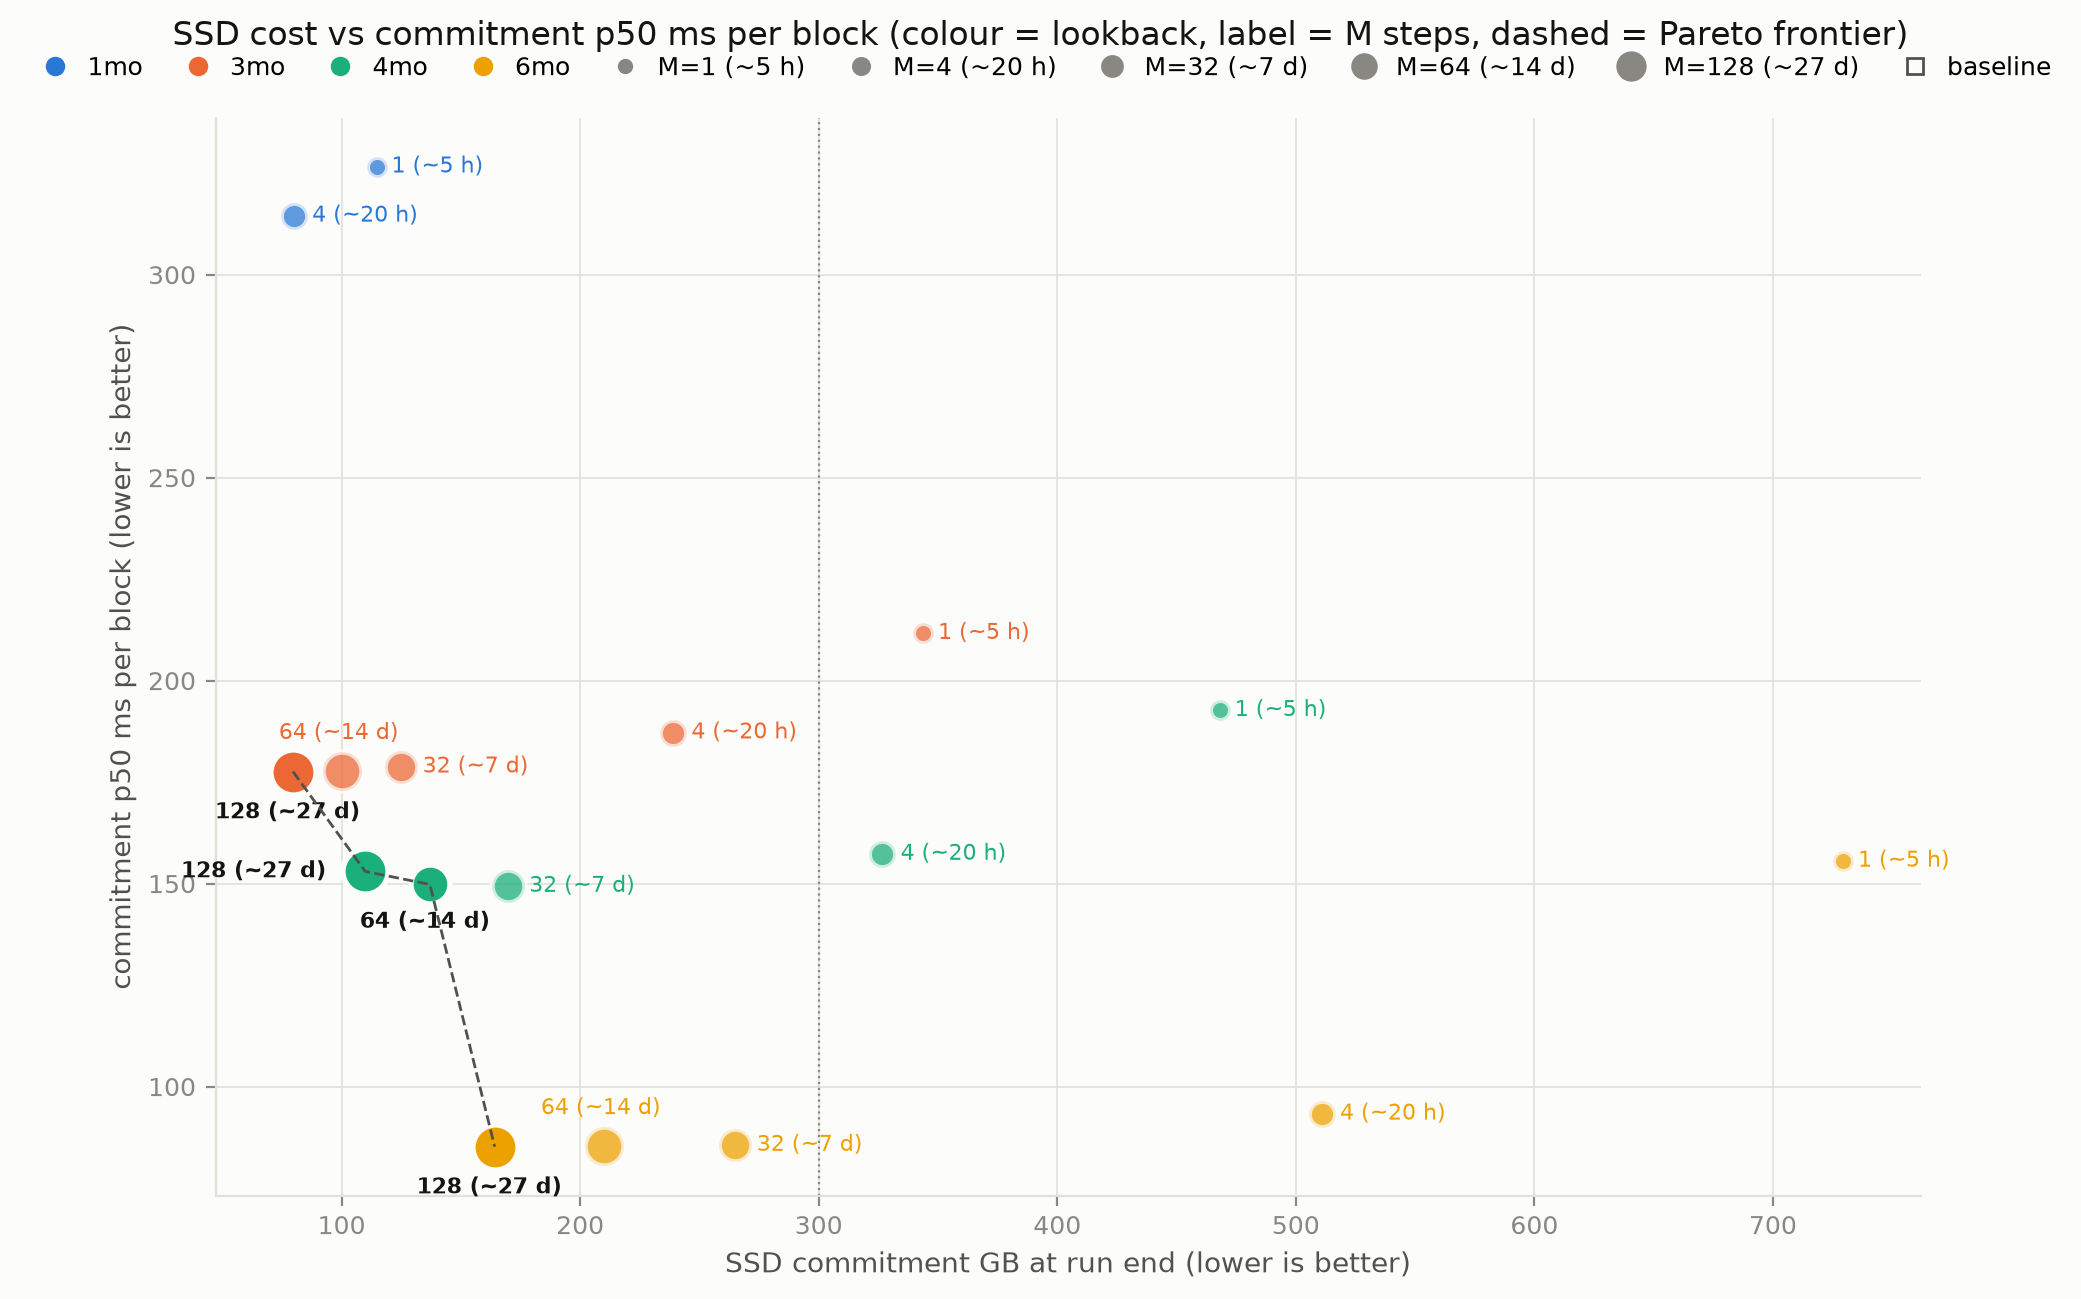 SSD cost vs commitment p50 ms per block (colour = lookback, label = M steps, dashed = Pareto frontier)
1mo 3mo 4mo 6mo M=1 (~5 h) M=4 (~20 h) M=32 (~7 d) M=64 (~14 d) M=128 (~27 d) baseline
1 (~5 h)
4 (~20 h)
300
250
1 (~5 h)
200
1 (~5 h)
64 (~14 d)
4 (~20 h)
32 (~7 d)
128 (~27 d)
4 (~20 h)
1 (~5 h)
128 (~27 d)
150
32 (~7 d)
64 (~14 d)
100
64 (~14 d)
4 (~20 h)
32 (~7 d)
128 (~27 d)
commitment p50 ms per block (lower is better)
100 200 300 400 500 600 700
SSD commitment GB at run end (lower is better)